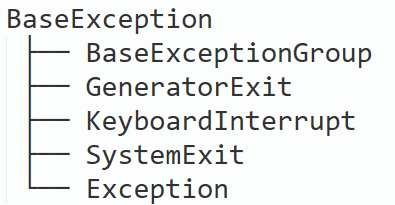 BaseException
├── BaseExceptionGroup
├── GeneratorExit
├── KeyboardInterrupt
├── SystemExit
└── Exception